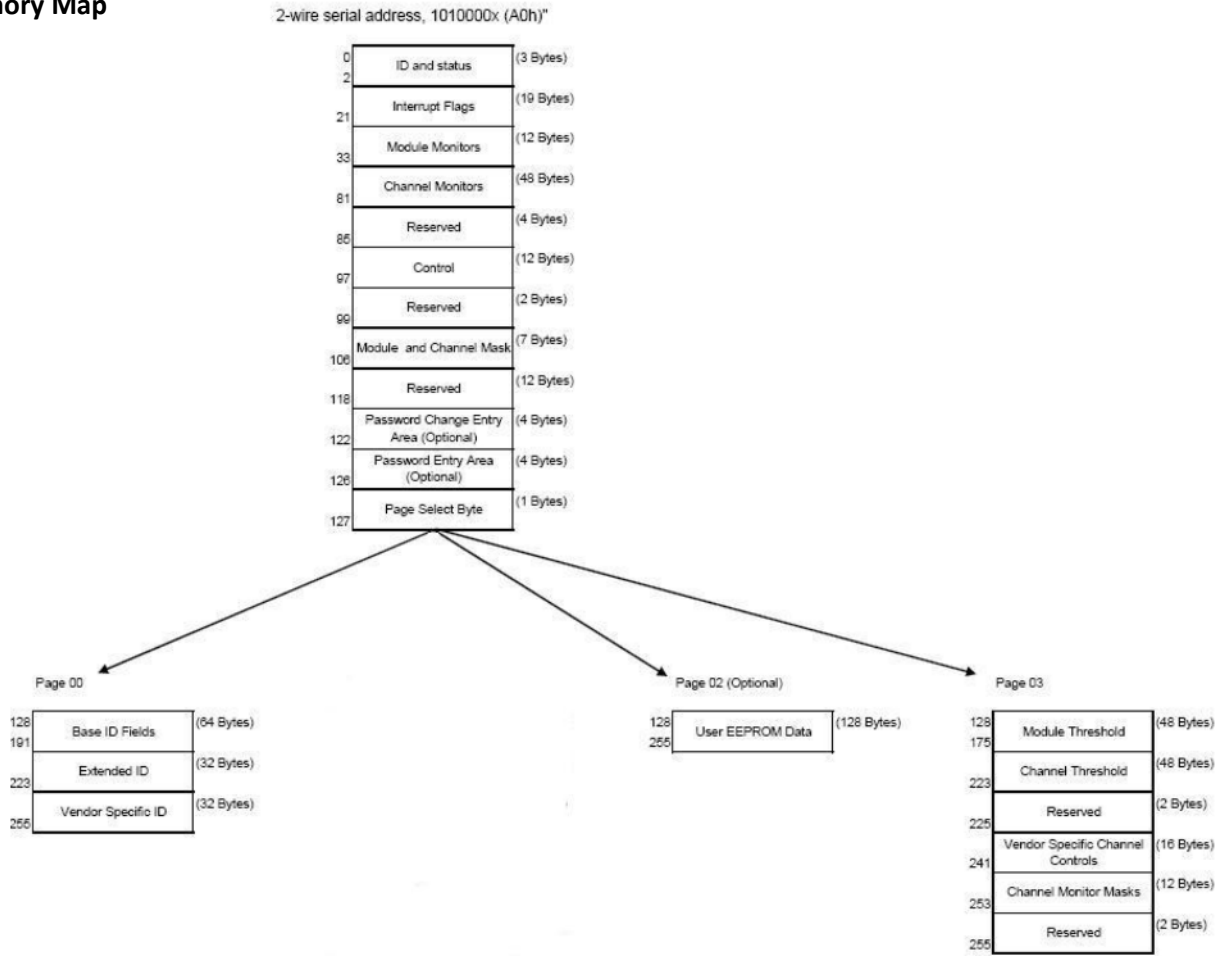 mory Map
2-wire serial address, 1010000x (A0h)"
0
ID and status
(3 Bytes)
2
Interrupt Flags
(19 Bytes)
21
Module Monitors
(12 Bytes)
33
Channel Monitors
(48 Bytes)
81
Reserved
(4 Bytes)
85
Control
(12 Bytes)
97
Reserved
(2 Bytes)
99
Module and Channel Mask
(7 Bytes)
106
Reserved
(12 Bytes)
118
Password Change Entry
Area (Optional)
(4 Bytes)
122
Password Entry Area
(Optional)
(4 Bytes)
126
Page Select Byte
(1 Bytes)
127
Page 00
128
Base ID Fields
(64 Bytes)
191
Extended ID
(32 Bytes)
223
Vendor Specific ID
(32 Bytes)
255
Page 02 (Optional)
128
User EEPROM Data
(128 Bytes)
255
Page 03
128
Module Threshold
(48 Bytes)
175
Channel Threshold
(48 Bytes)
223
Reserved
(2 Bytes)
225
Vendor Specific Channel
Controls
(16 Bytes)
241
Channel Monitor Masks
(12 Bytes)
253
Reserved
(2 Bytes)
255